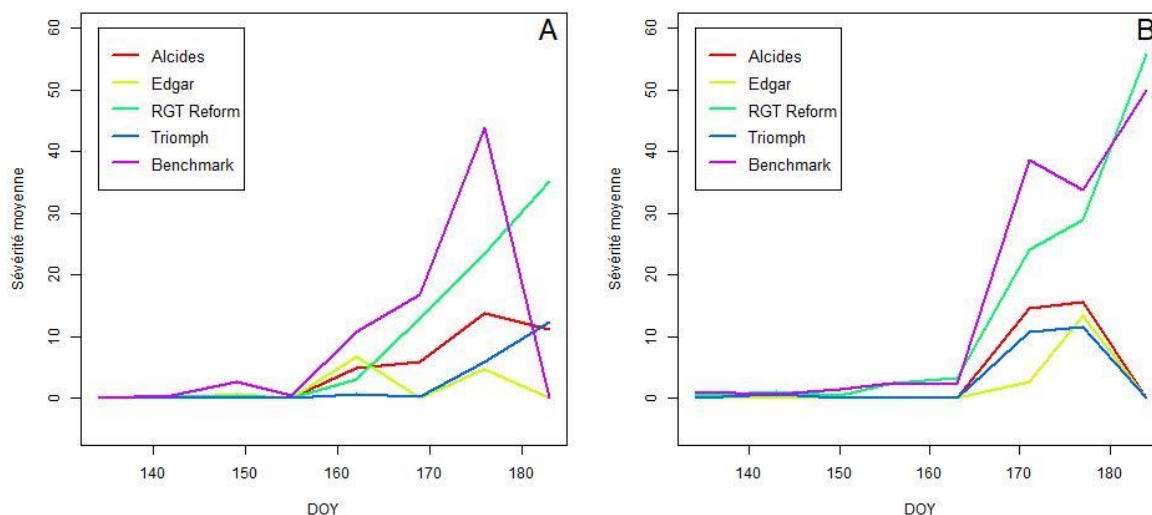 A
Alcides
Edgar
RGT Reform
Triomph
Benchmark
Sévérité moyenne
60
50
40
30
20
10
0
140
150
160
170
180
DOY
B
Alcides
Edgar
RGT Reform
Triomph
Benchmark
Sévérité moyenne
60
50
40
30
20
10
0
140
150
160
170
180
DOY